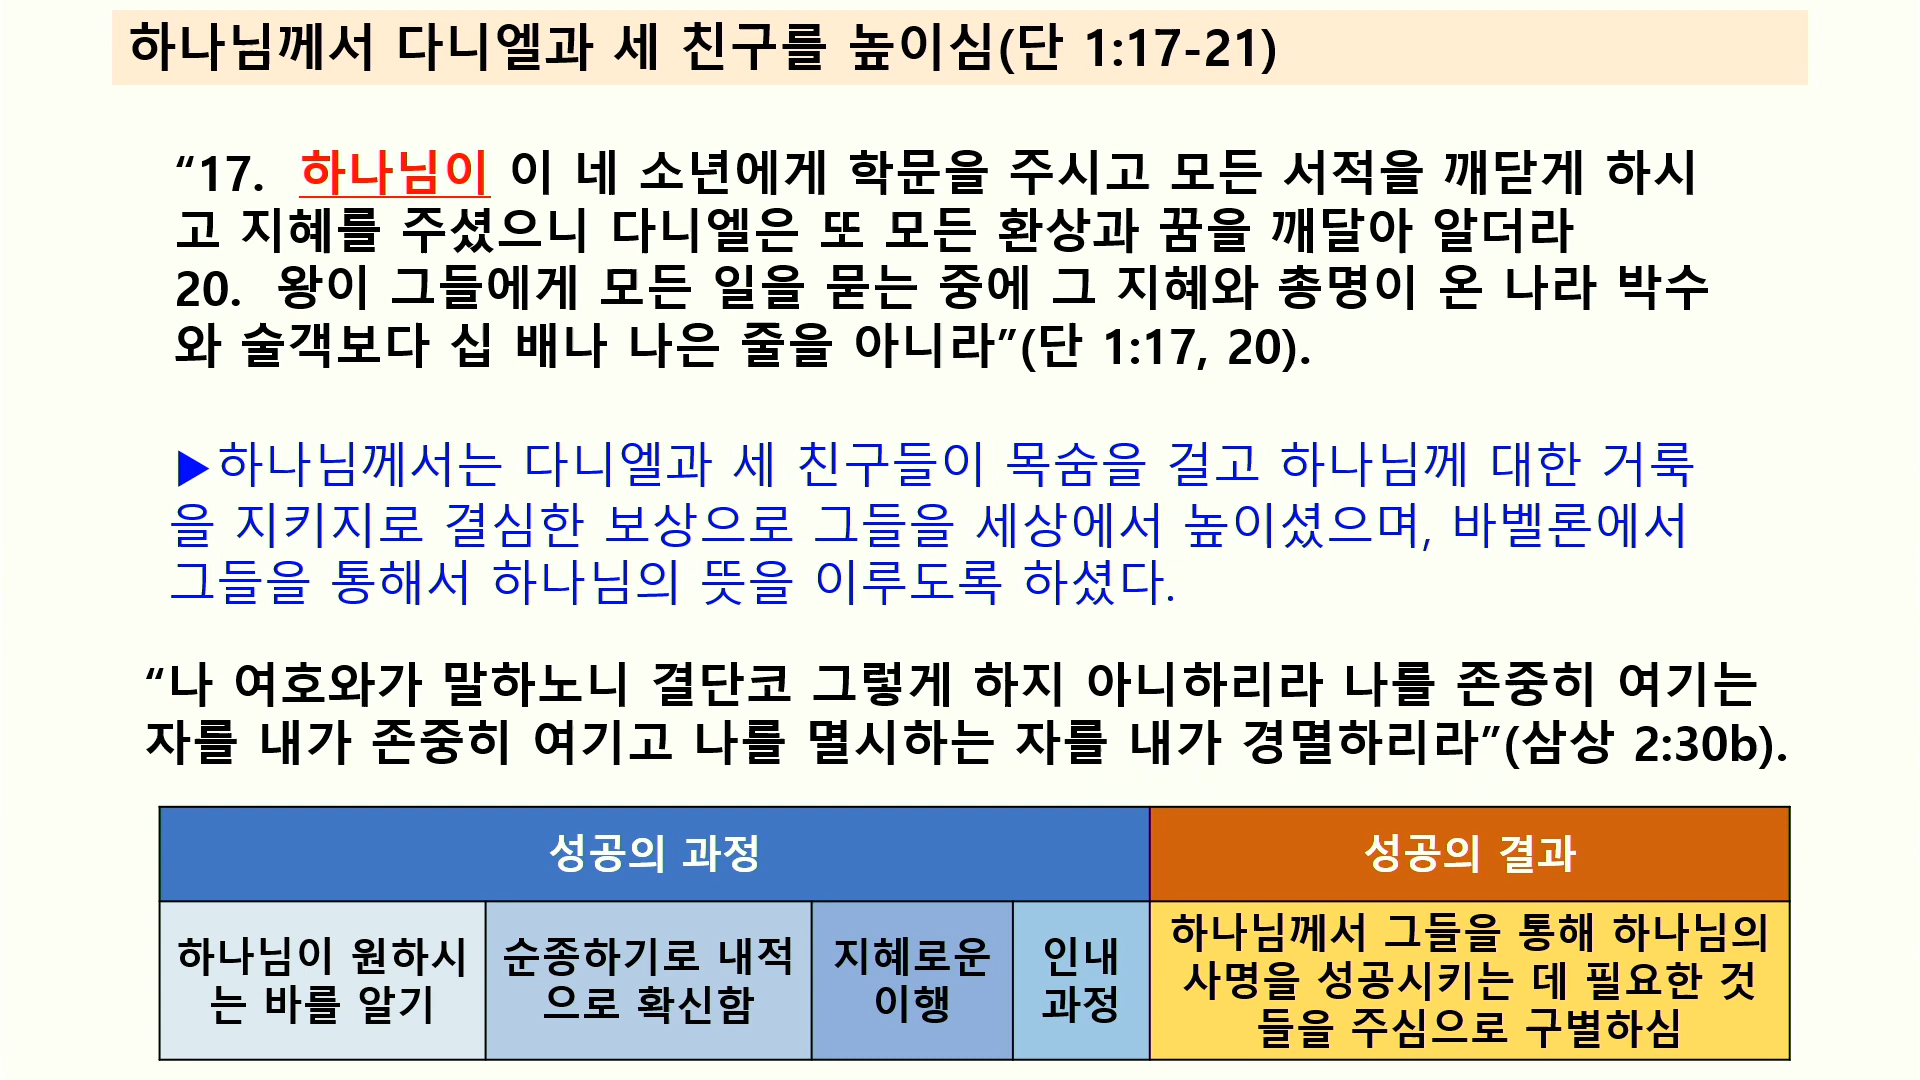 하나님께서 다니엘과 세 친구를 높이심(단 1:17-21)
“17. 하나님이 이 네 소년에게 학문을 주시고 모든 서적을 깨닫게 하시
고 지혜를 주셨으니 다니엘은 또 모든 환상과 꿈을 깨달아 알더라
20. 왕이 그들에게 모든 일을 묻는 중에 그 지혜와 총명이 온 나라 박수
와 술객보다 십 배나 나은 줄을 아니라”(단 1:17, 20).
▶하나님께서는 다니엘과 세 친구들이 목숨을 걸고 하나님께 대한 거룩
을 지키지로 결심한 보상으로 그들을 세상에서 높이셨으며, 바벨론에서
그들을 통해서 하나님의 뜻을 이루도록 하셨다.
“나 여호와가 말하노니 결단코 그렇게 하지 아니하리라 나를 존중히 여기는
자를 내가 존중히 여기고 나를 멸시하는 자를 내가 경멸하리라”(삼상 2:30b).
성공의 과정
성공의 결과
하나님이 원하시
는 바를 알기
순종하기로 내적
으로 확신함
지혜로운
이행
인내
과정
하나님께서 그들을 통해 하나님의
사명을 성공시키는 데 필요한 것
들을 주심으로 구별하심